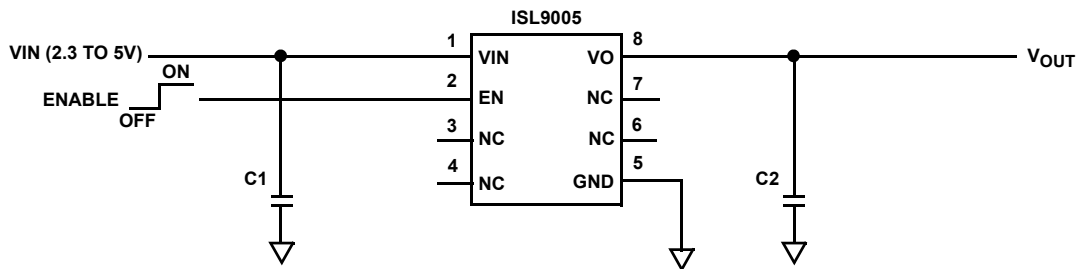 ISL9005
VIN (2.3 TO 5V)
1
VIN
VO
8
VOUT
ON
ENABLE
OFF
2
EN
NC
7
3
NC
NC
6
4
NC
GND
5
C1
C2